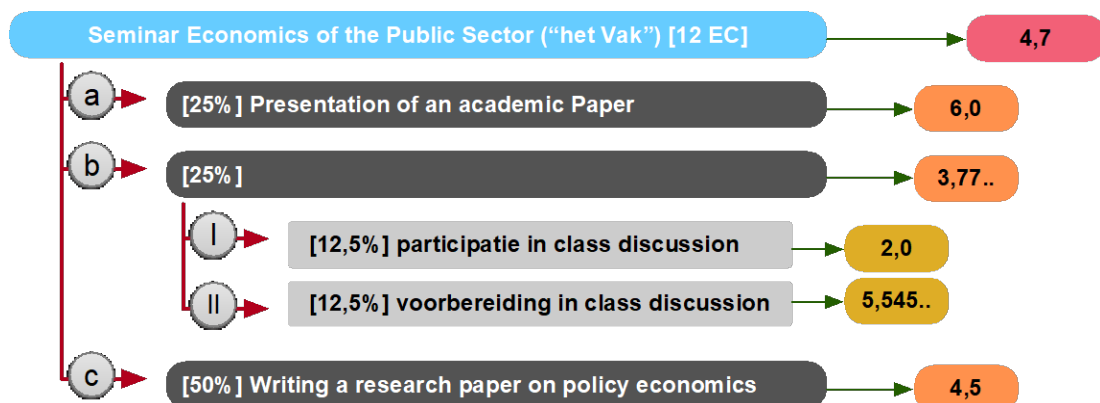 Seminar Economics of the Public Sector (“het Vak”) [12 EC] 4,7
a [25%] Presentation of an academic Paper 6,0
b [25%] 3,77..
I [12,5%] participatie in class discussion 2,0
II [12,5%] voorbereiding in class discussion 5,545..
c [50%] Writing a research paper on policy economics 4,5